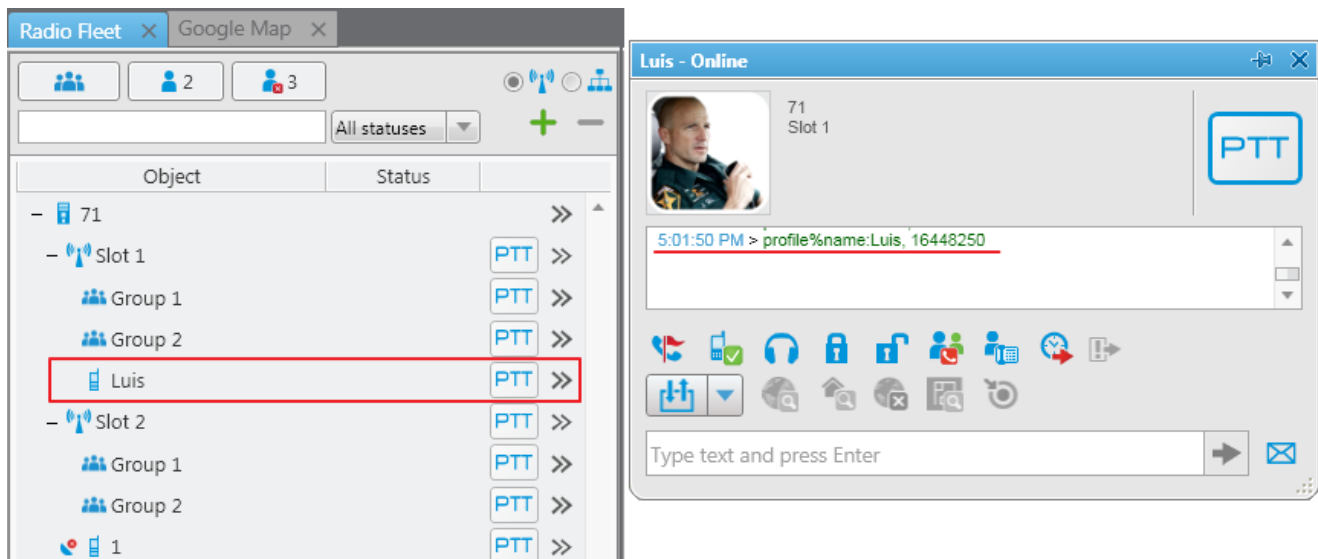 Radio Fleet
Google Map
2
3
All statuses
Object Status
71
Slot 1 PTT
Group 1 PTT
Group 2 PTT
Luis PTT
Slot 2 PTT
Group 1 PTT
Group 2 PTT
1 PTT
Luis - Online
71
Slot 1
PTT
5:01:50 PM > profile%name:Luis, 16448250
Type text and press Enter